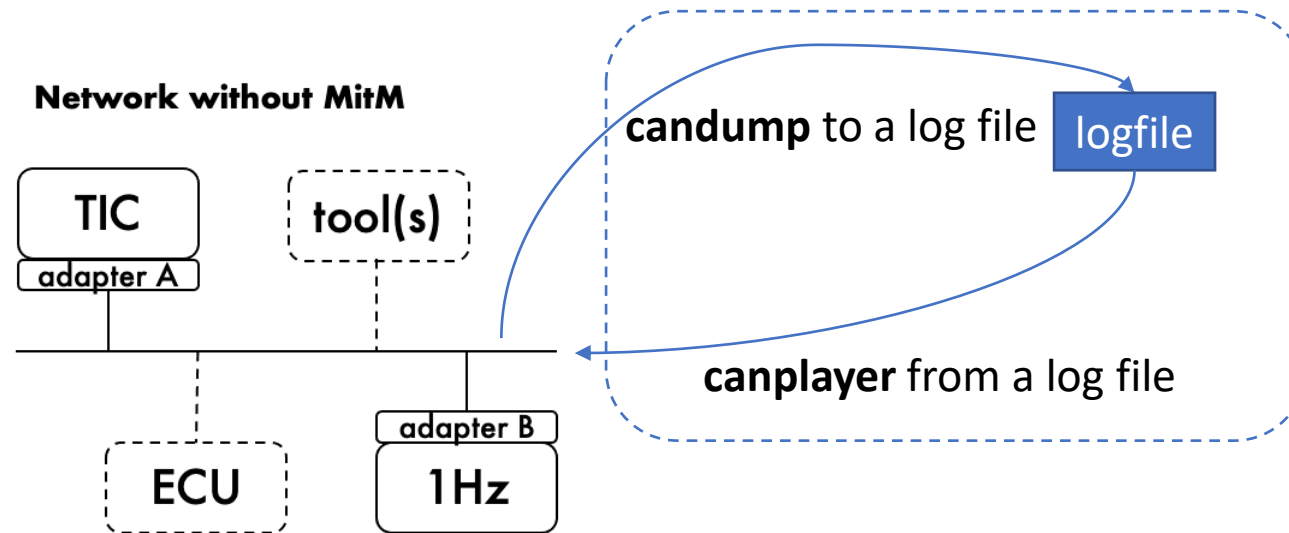 Network without MitM
candump to a log file
logfile
TIC
adapter A
tool(s)
canplayer from a log file
adapter B
ECU
1Hz